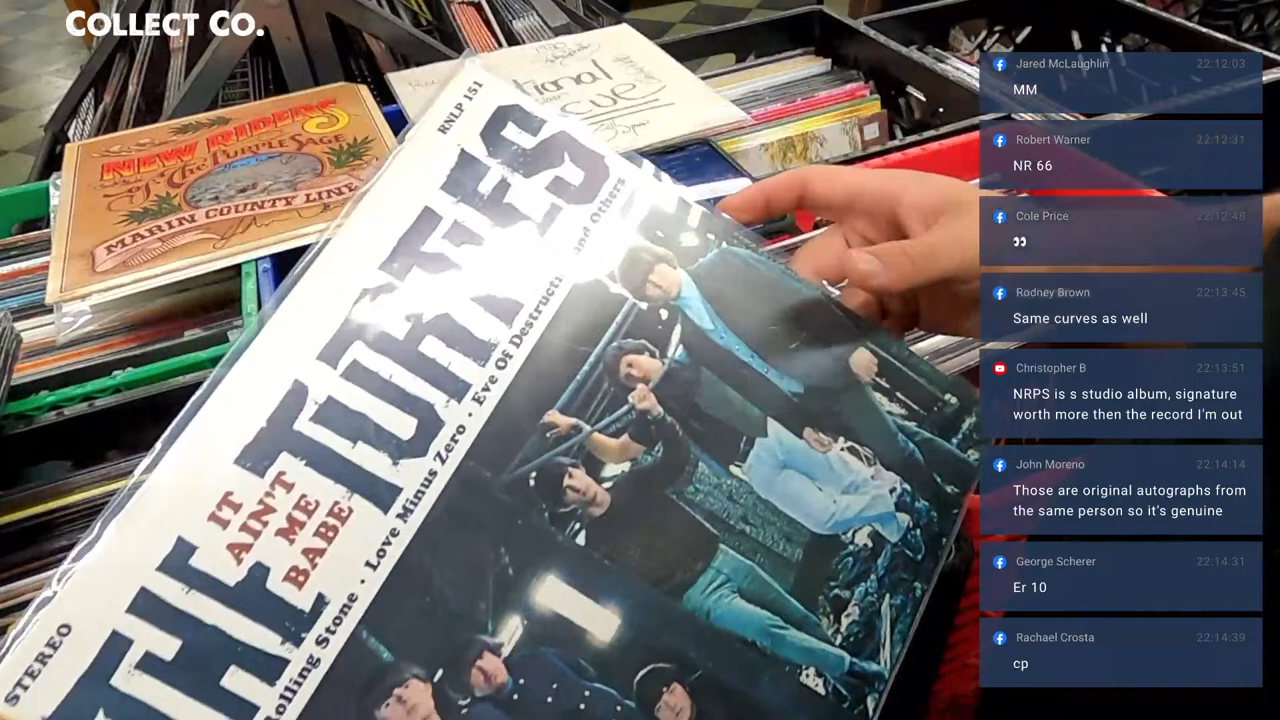 COLLECT CO.
NEW RIDERS
Of The PURPLE SAGE
MARIN COUNTY LINE
tional
cue
RNLP 151
THE TURTLES
IT
AIN'T
ME
BABE
Rolling Stone • Love Minus Zero • Eve Of Destructi and Others
STEREO
Jared McLaughlin 22:12:03
MM
Robert Warner 22:12:31
NR 66
Cole Price 22:12:48
👀
Rodney Brown 22:13:45
Same curves as well
Christopher B 22:13:51
NRPS is s studio album, signature
worth more then the record I'm out
John Moreno 22:14:14
Those are original autographs from
the same person so it's genuine
George Scherer 22:14:31
Er 10
Rachael Crosta 22:14:39
cp